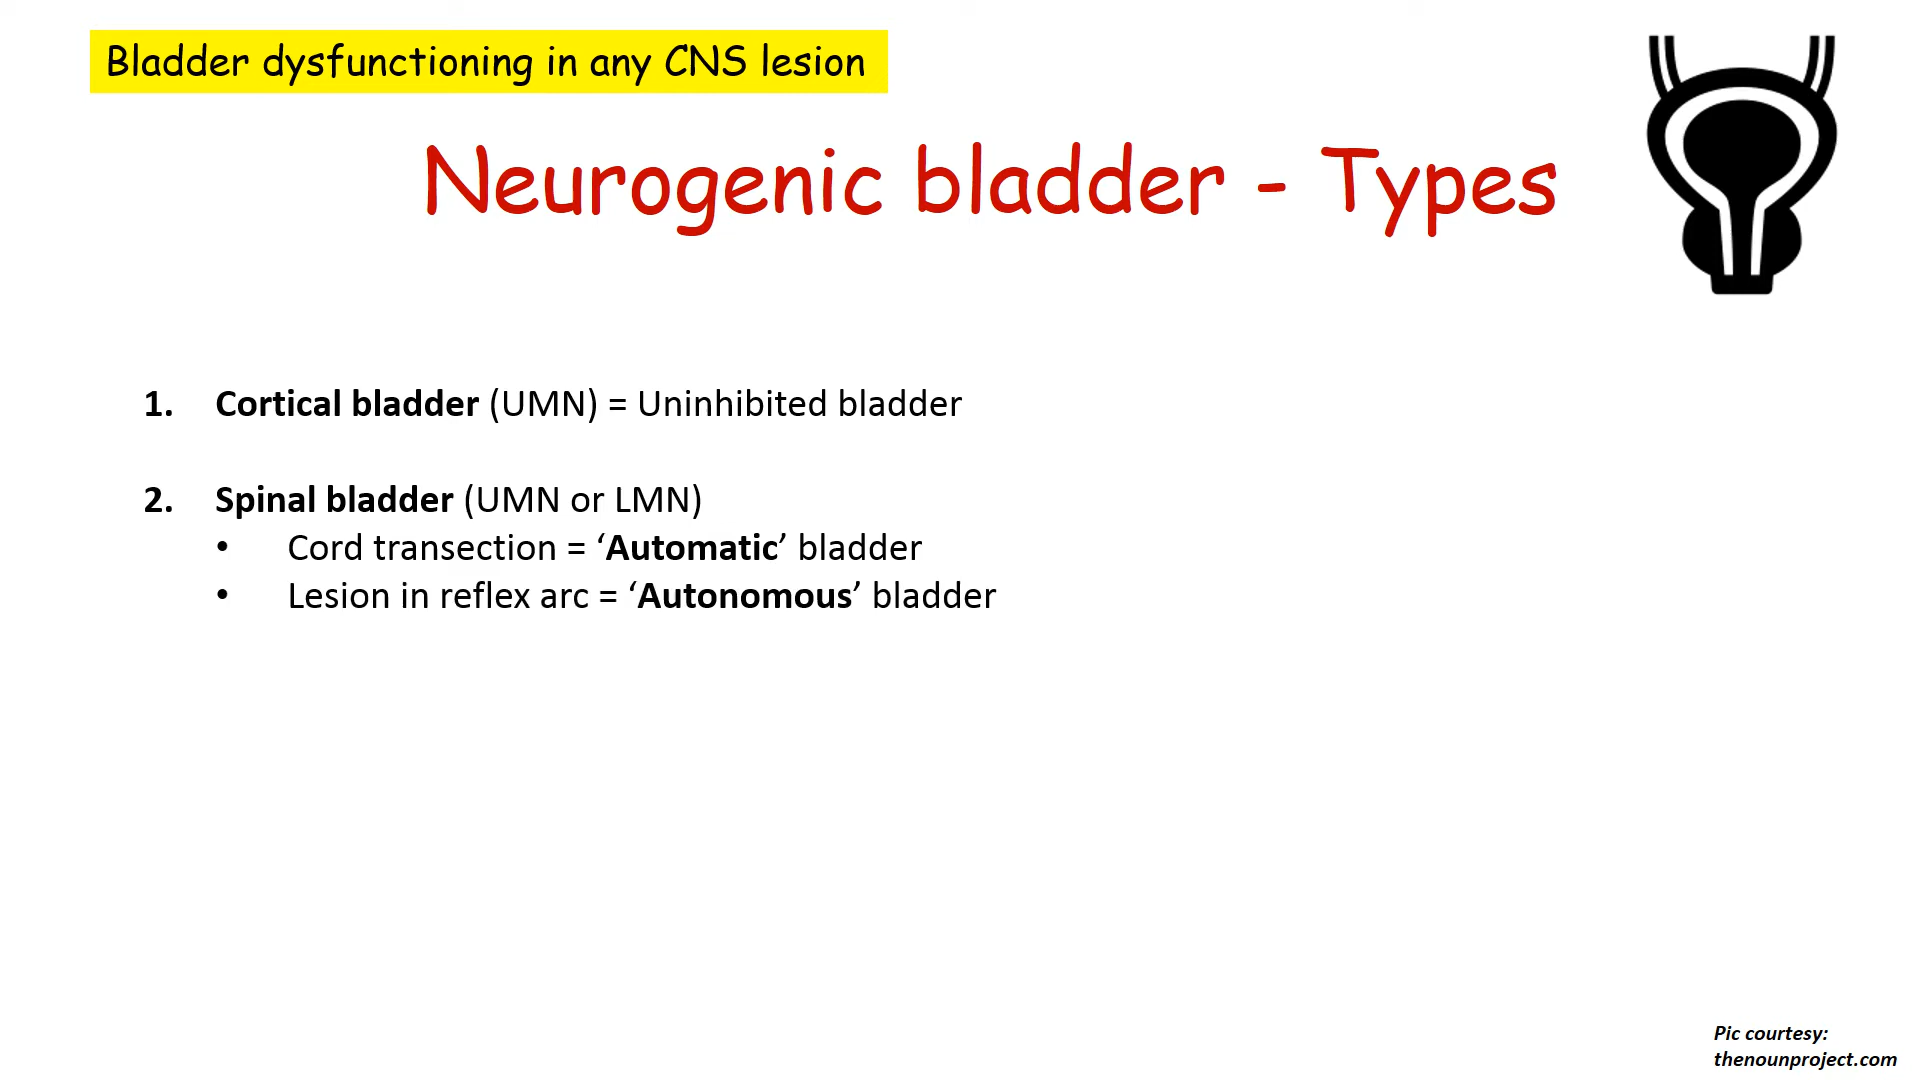 Bladder dysfunctioning in any CNS lesion
Neurogenic bladder - Types
1. Cortical bladder (UMN) = Uninhibited bladder
2. Spinal bladder (UMN or LMN)
• Cord transection = ‘Automatic’ bladder
• Lesion in reflex arc = ‘Autonomous’ bladder
Pic courtesy:
thenounproject.com